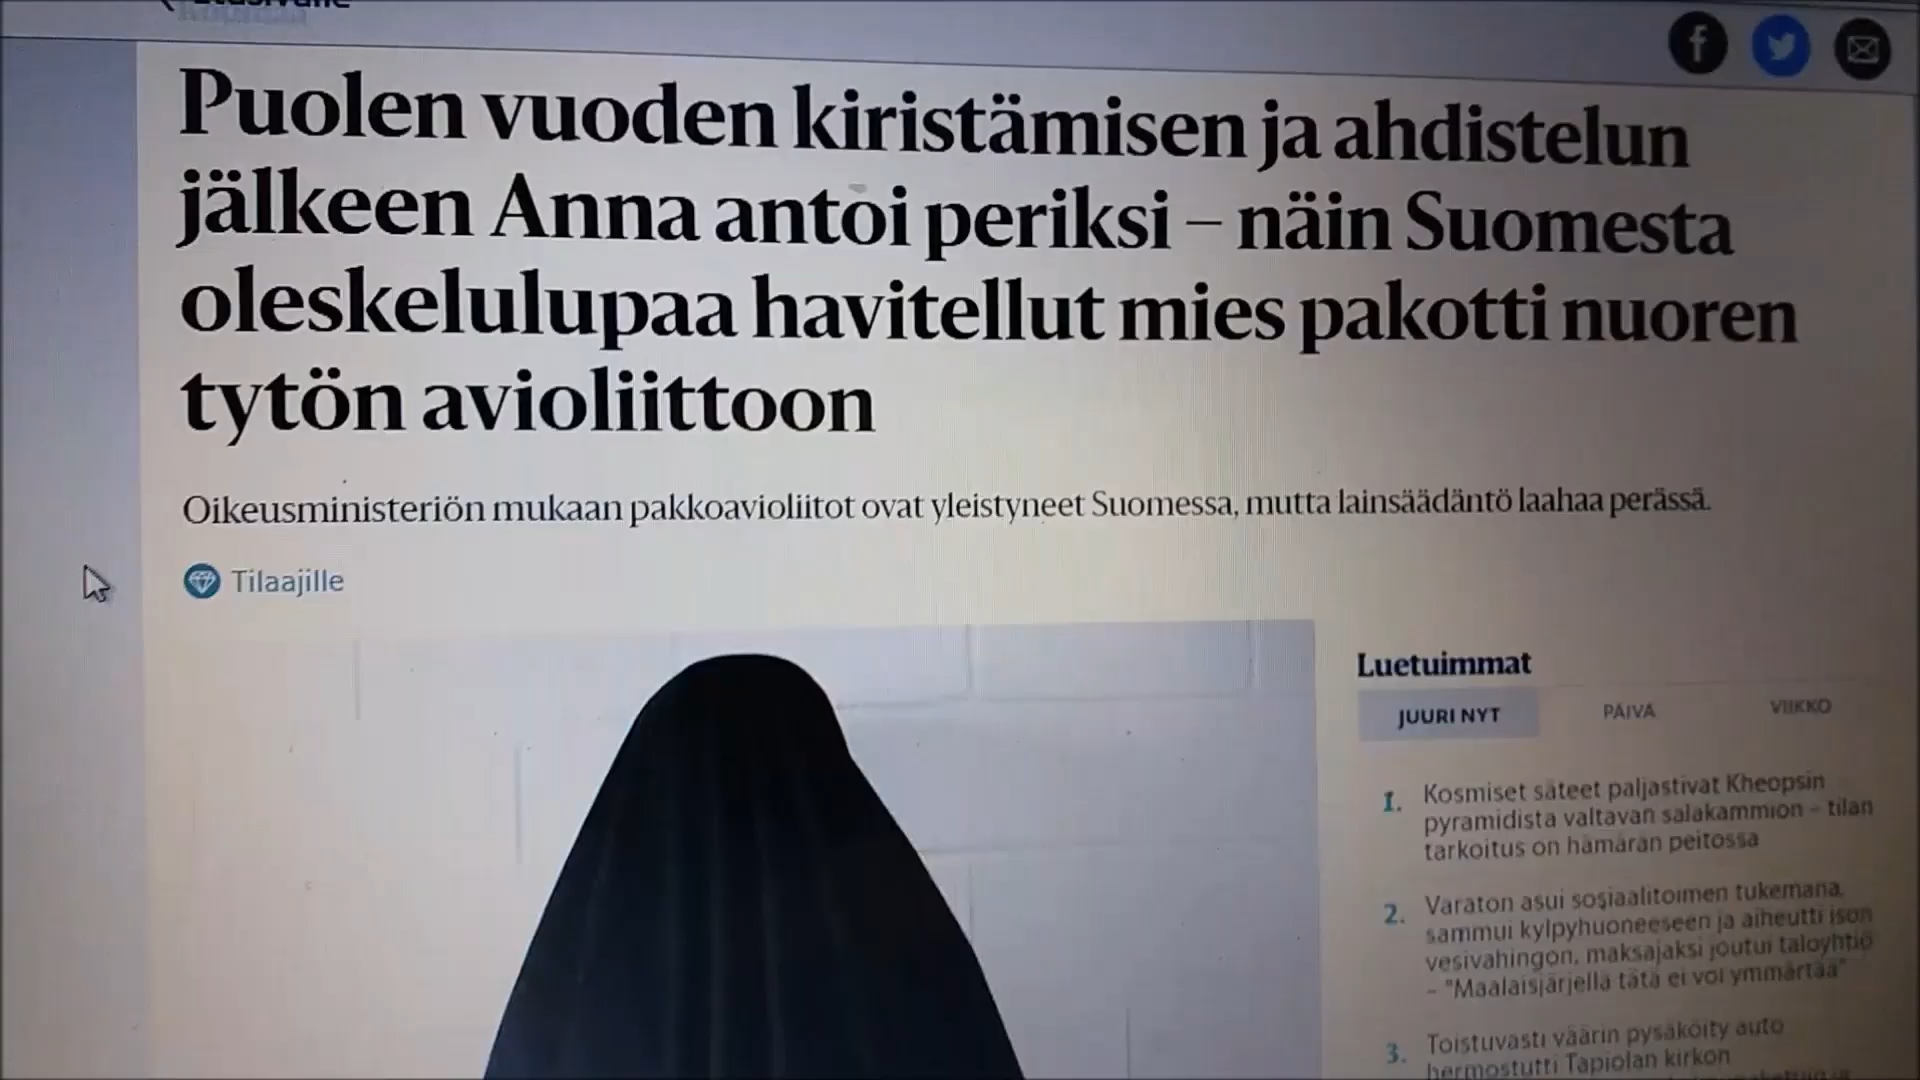 Puolen vuoden kiristämisen ja ahdistelun
jälkeen Anna antoi periksi – näin Suomesta
oleskelulupaa havitellut mies pakotti nuoren
tytön avioliittoon
Oikeusministeriön mukaan pakkoavioliitot ovat yleistyneet Suomessa, mutta lainsäädäntö laahaa perässä.
Tilaajille
Luetuimmat
JUURI NYT PÄIVÄ VIIKKO
1. Kosmiset säteet paljastivat Kheopsin
pyramidista valtavan salakammion – tilan
tarkoitus on hämärän peitossa
2. Varaton asui sosiaalitoimen tukemana,
sammui kylpyhuoneeseen ja aiheutti ison
vesivahingon, maksajaksi joutui taloyhtiö
– "Maalaisjärjellä tätä ei voi ymmärtää"
3. Toistuvasti väärin pysäköity auto
hermostutti Tapiolan kirkon